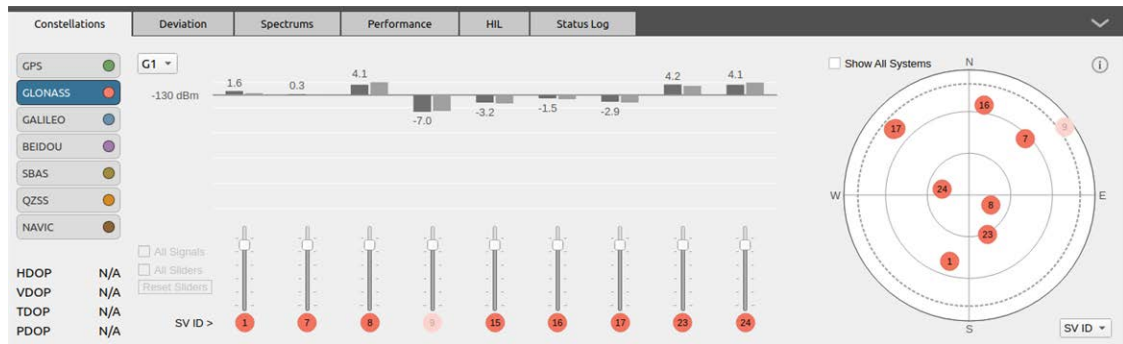 Constellations Deviation Spectrums Performance HIL Status Log
GPS
GLONASS
GALILEO
BEIDOU
SBAS
QZSS
NAVIC
HDOP N/A
VDOP N/A
TDOP N/A
PDOP N/A
G1
-130 dBm
1.6 0.3 4.1 -7.0 -3.2 -1.5 -2.9 4.2 4.1
All Signals
All Sliders
Reset Sliders
SV ID > 1 7 8 9 15 16 17 23 24
Show All Systems
N
16
17 9
7
24
W E
8
23
1
S
SV ID